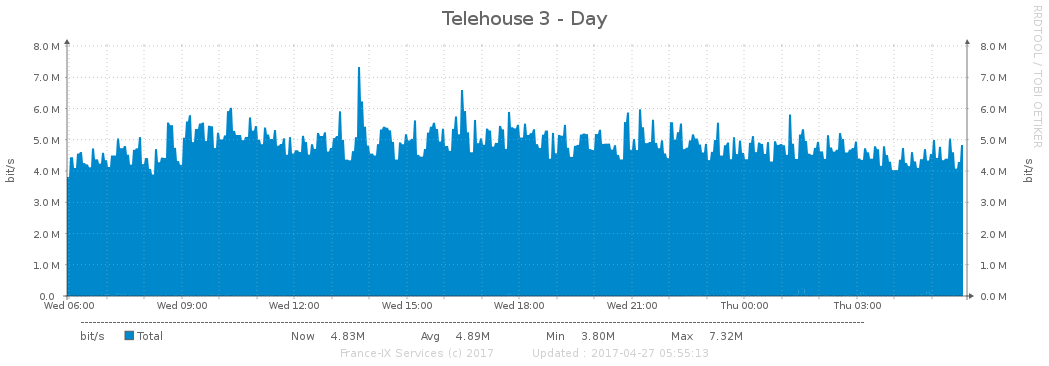 Telehouse 3 - Day
RRDTOOL / TOBI OETIKER
8.0 M 8.0 M
7.0 M 7.0 M
6.0 M 6.0 M
5.0 M 5.0 M
4.0 M 4.0 M
3.0 M 3.0 M
2.0 M 2.0 M
1.0 M 1.0 M
0.0 0.0 M
bit/s
bit/s
Wed 06:00 Wed 09:00 Wed 12:00 Wed 15:00 Wed 18:00 Wed 21:00 Thu 00:00 Thu 03:00
bit/s Total Now 4.83M Avg 4.89M Min 3.80M Max 7.32M
France-IX Services (c) 2017 Updated : 2017-04-27 05:55:13